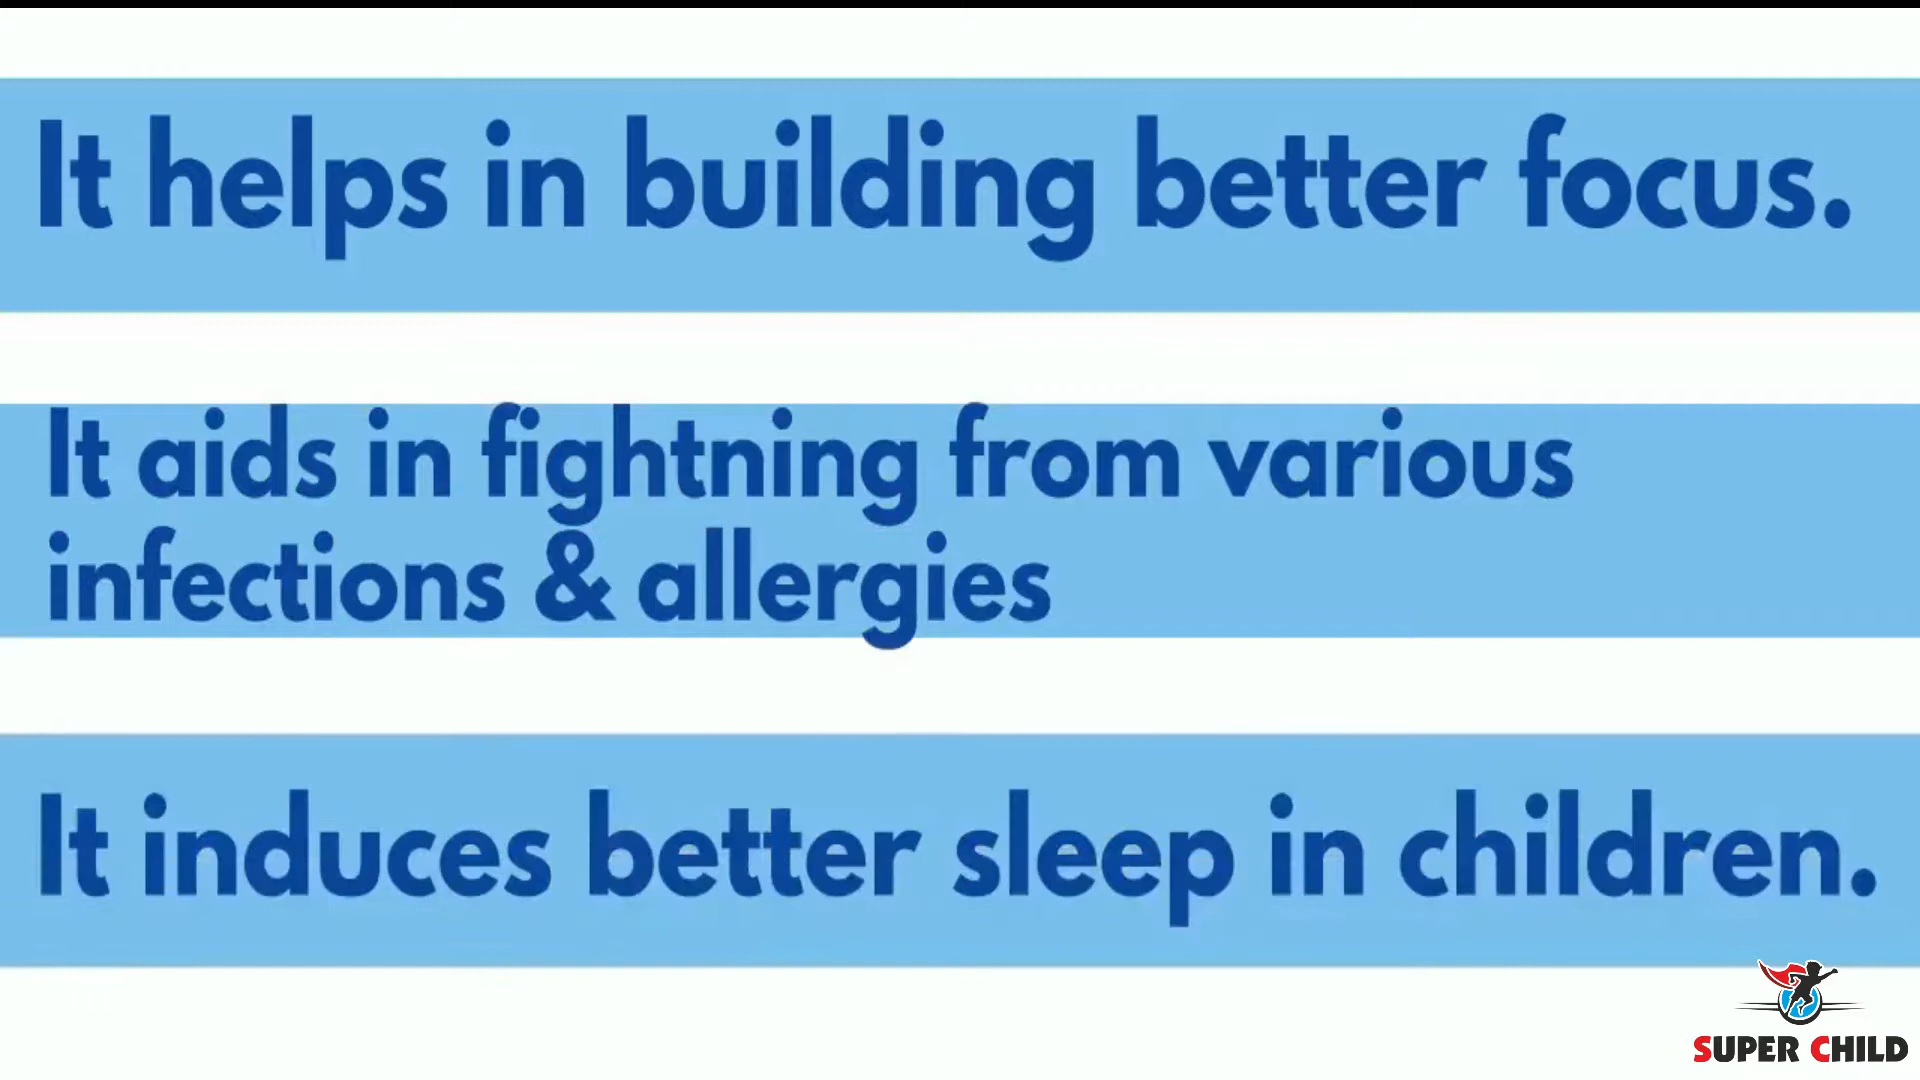 It helps in building better focus.
It aids in fightning from various
infections & allergies
It induces better sleep in children.
SUPER CHILD